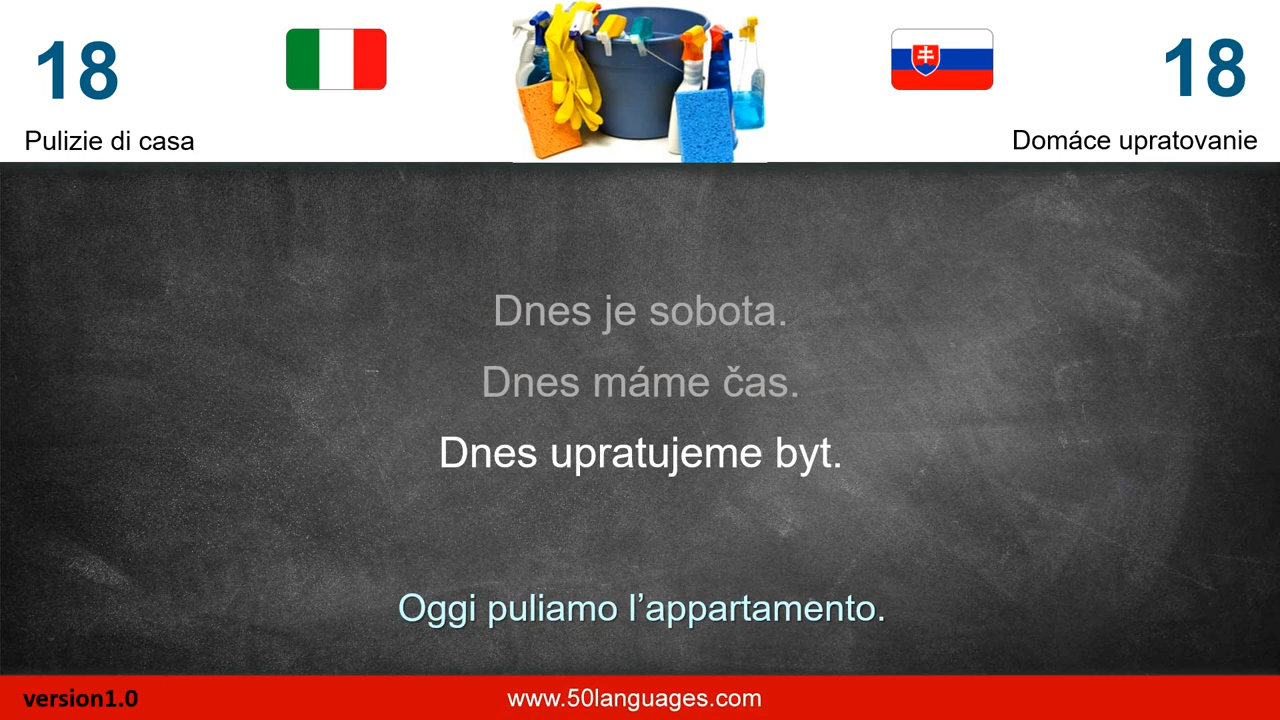 18
18
Pulizie di casa
Domáce upratovanie
Dnes je sobota.
Dnes máme čas.
Dnes upratujeme byt.
Oggi puliamo l’appartamento.
version1.0
www.50languages.com